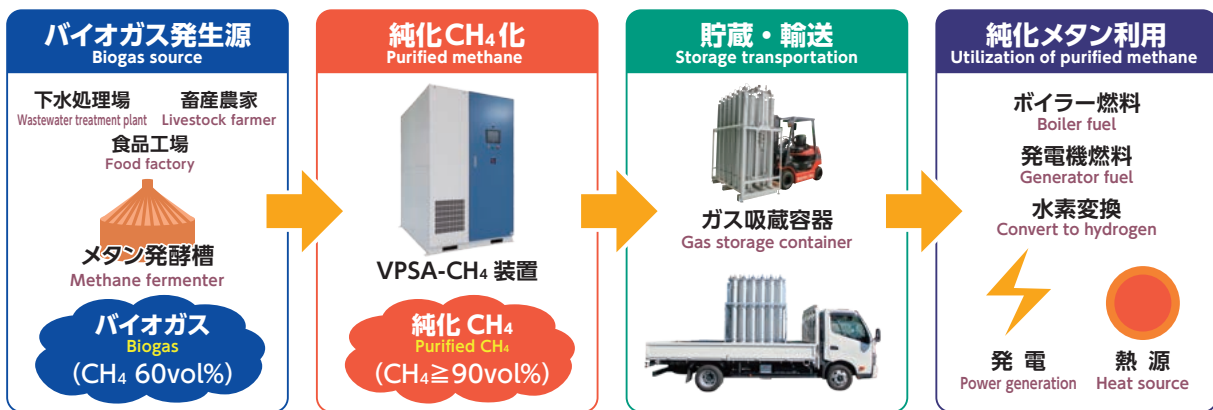 バイオガス発生源
Biogas source
下水処理場
Wastewater treatment plant
畜産農家
Livestock farmer
食品工場
Food factory
メタン発酵槽
Methane fermenter
バイオガス
Biogas
(CH₄ 60vol%)
純化CH₄化
Purified methane
VPSA-CH₄ 装置
純化 CH₄
Purified CH₄
(CH₄≧90vol%)
貯蔵・輸送
Storage transportation
ガス吸蔵容器
Gas storage container
純化メタン利用
Utilization of purified methane
ボイラー燃料
Boiler fuel
発電機燃料
Generator fuel
水素変換
Convert to hydrogen
発電
Power generation
熱源
Heat source